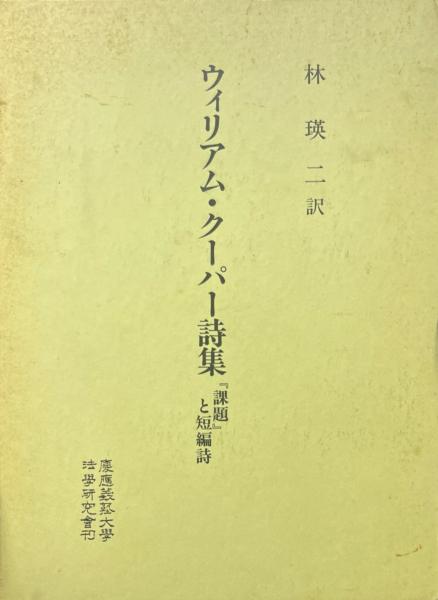 林瑛二訳
ウィリアム・クーパー詩集
『課題』
と短編詩
慶應義塾大學
法學研究會刊